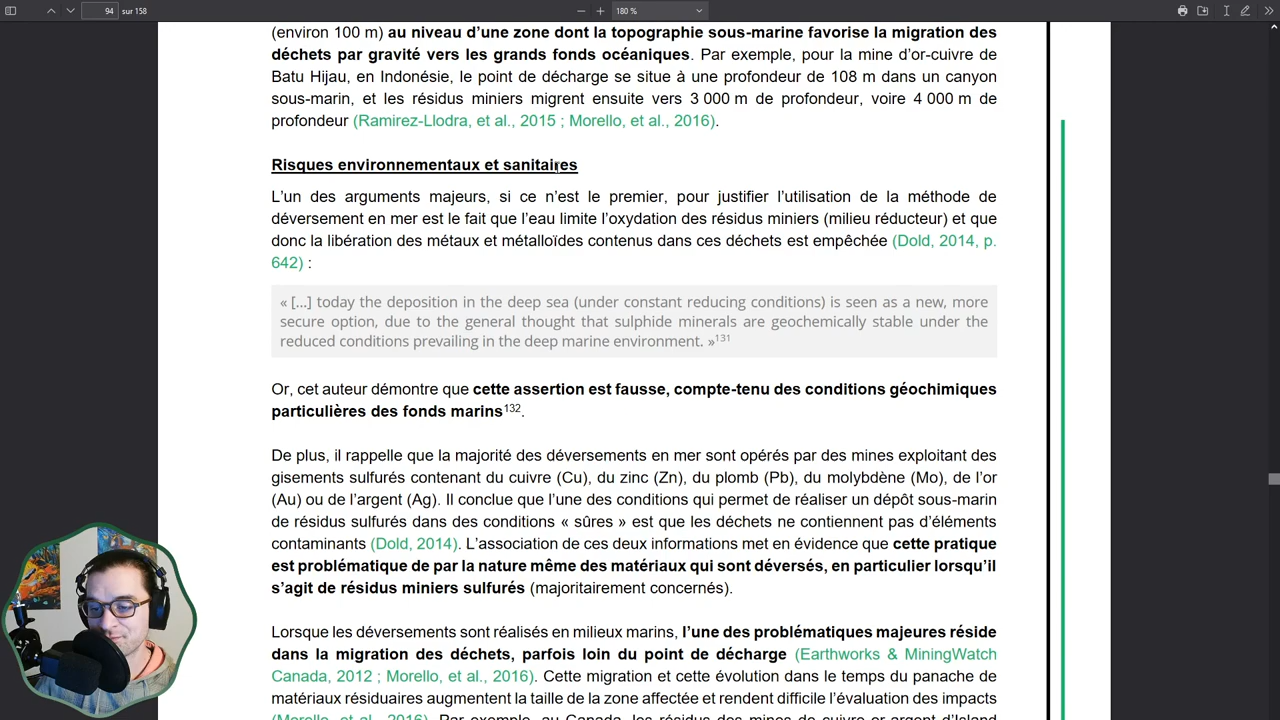 94 sur 158
180 %
(environ 100 m) au niveau d’une zone dont la topographie sous-marine favorise la migration des
déchets par gravité vers les grands fonds océaniques. Par exemple, pour la mine d’or-cuivre de
Batu Hijau, en Indonésie, le point de décharge se situe à une profondeur de 108 m dans un canyon
sous-marin, et les résidus miniers migrent ensuite vers 3 000 m de profondeur, voire 4 000 m de
profondeur (Ramirez-Llodra, et al., 2015 ; Morello, et al., 2016).
Risques environnementaux et sanitaires
L’un des arguments majeurs, si ce n’est le premier, pour justifier l’utilisation de la méthode de
déversement en mer est le fait que l’eau limite l’oxydation des résidus miniers (milieu réducteur) et que
donc la libération des métaux et métalloïdes contenus dans ces déchets est empêchée (Dold, 2014, p.
642) :
« [...] today the deposition in the deep sea (under constant reducing conditions) is seen as a new, more
secure option, due to the general thought that sulphide minerals are geochemically stable under the
reduced conditions prevailing in the deep marine environment. »131
Or, cet auteur démontre que cette assertion est fausse, compte-tenu des conditions géochimiques
particulières des fonds marins132.
De plus, il rappelle que la majorité des déversements en mer sont opérés par des mines exploitant des
gisements sulfurés contenant du cuivre (Cu), du zinc (Zn), du plomb (Pb), du molybdène (Mo), de l’or
(Au) ou de l’argent (Ag). Il conclue que l’une des conditions qui permet de réaliser un dépôt sous-marin
de résidus sulfurés dans des conditions « sûres » est que les déchets ne contiennent pas d’éléments
contaminants (Dold, 2014). L’association de ces deux informations met en évidence que cette pratique
est problématique de par la nature même des matériaux qui sont déversés, en particulier lorsqu’il
s’agit de résidus miniers sulfurés (majoritairement concernés).
Lorsque les déversements sont réalisés en milieux marins, l’une des problématiques majeures réside
dans la migration des déchets, parfois loin du point de décharge (Earthworks & MiningWatch
Canada, 2012 ; Morello, et al., 2016). Cette migration et cette évolution dans le temps du panache de
matériaux résiduaires augmentent la taille de la zone affectée et rendent difficile l’évaluation des impacts
(Morello, et al., 2016). Par exemple, au Canada, les résidus des mines de cuivre-or-argent d’Island